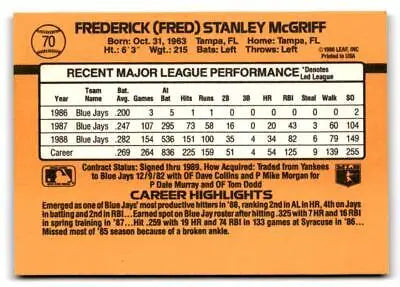 70
FREDERICK (FRED) STANLEY McGRIFF
Born: Oct. 31, 1963 Tampa, FL Home: Tampa, FL
Ht: 6'3" Wgt.: 215 Bats: Left Throws: Left
©1988 LEAF, INC.
Printed in USA
RECENT MAJOR LEAGUE PERFORMANCE *Denotes Led League
Team Name Bat. Avg. Games At Bat Hits Runs 2B 3B HR RBI Steal Walk SO
1986 Blue Jays .200 3 5 1 1 0 0 0 0 0 0 2
1987 Blue Jays .247 107 295 73 58 16 0 20 43 3 60 104
1988 Blue Jays .282 154 536 151 100 35 4 34 82 6 79 149
Career .269 264 836 225 159 51 4 54 125 9 139 255
Contract Status: Signed thru 1989. How Acquired: Traded from Yankees
to Blue Jays 12/9/82 with OF Dave Collins and P Mike Morgan for
P Dale Murray and OF Tom Dodd
CAREER HIGHLIGHTS
Emerged as one of Blue Jays' most productive hitters in '88, ranking 2nd in AL in HR, 4th on
Jays in batting and 2nd in RBI... Earned spot on Blue Jay roster after hitting .325 with 7 HR and 16 RBI
in spring training in '87... Hit .259 with 19 HR and 74 RBI in 133 games at Syracuse in '86...
Missed most of '85 season because of a broken ankle.